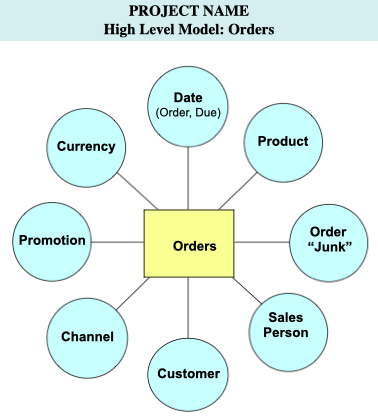 PROJECT NAME
High Level Model: Orders
Date
(Order, Due)
Product
Currency
Order
“Junk”
Promotion
Orders
Sales
Person
Channel
Customer